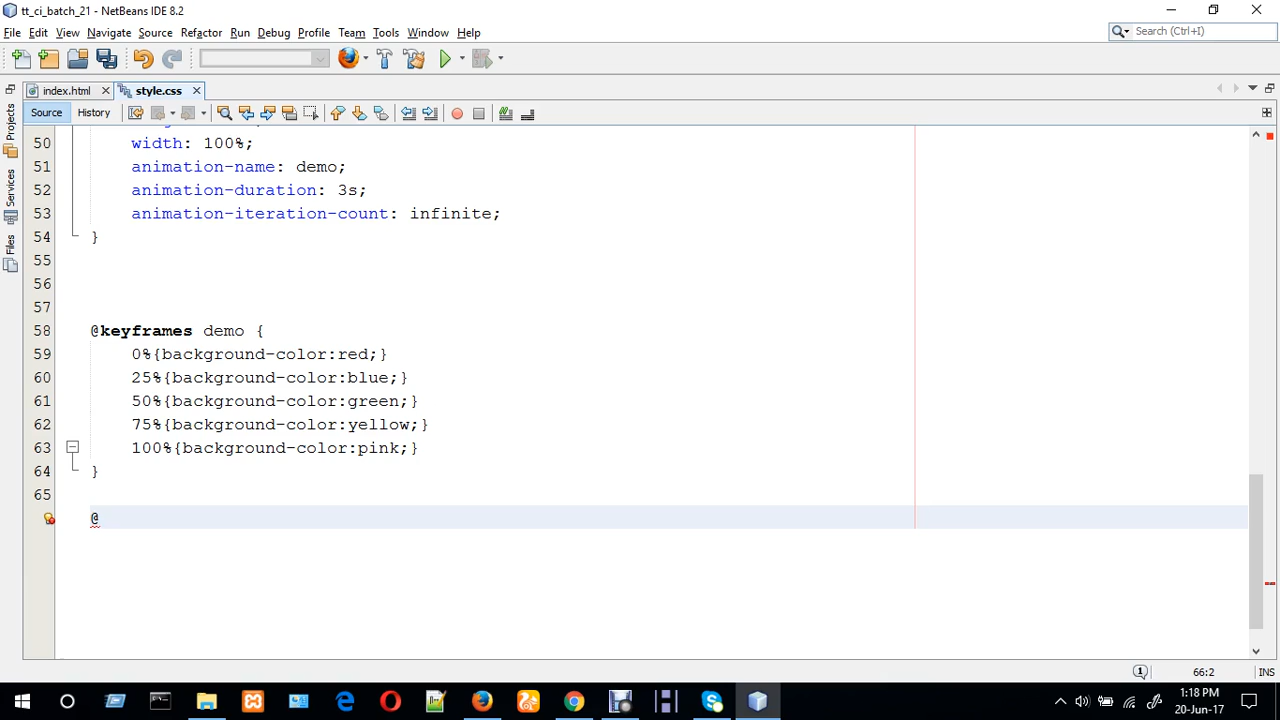 tt_ci_batch_21 - NetBeans IDE 8.2
File Edit View Navigate Source Refactor Run Debug Profile Team Tools Window Help
Search (Ctrl+I)
index.html style.css
Source History
Projects
Services
Files
50 width: 100%;
51 animation-name: demo;
52 animation-duration: 3s;
53 animation-iteration-count: infinite;
54 }
55
56
57
58 @keyframes demo {
59 0%{background-color:red;}
60 25%{background-color:blue;}
61 50%{background-color:green;}
62 75%{background-color:yellow;}
63 100%{background-color:pink;}
64 }
65
@
1 66:2 INS
1:18 PM
20-Jun-17